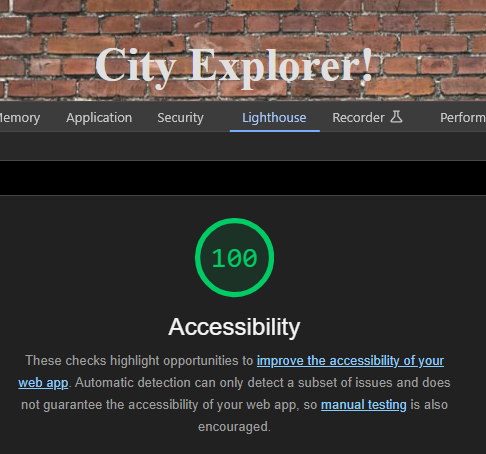 City Explorer!
Memory Application Security Lighthouse Recorder Perform
100
Accessibility
These checks highlight opportunities to improve the accessibility of your
web app. Automatic detection can only detect a subset of issues and does
not guarantee the accessibility of your web app, so manual testing is also
encouraged.